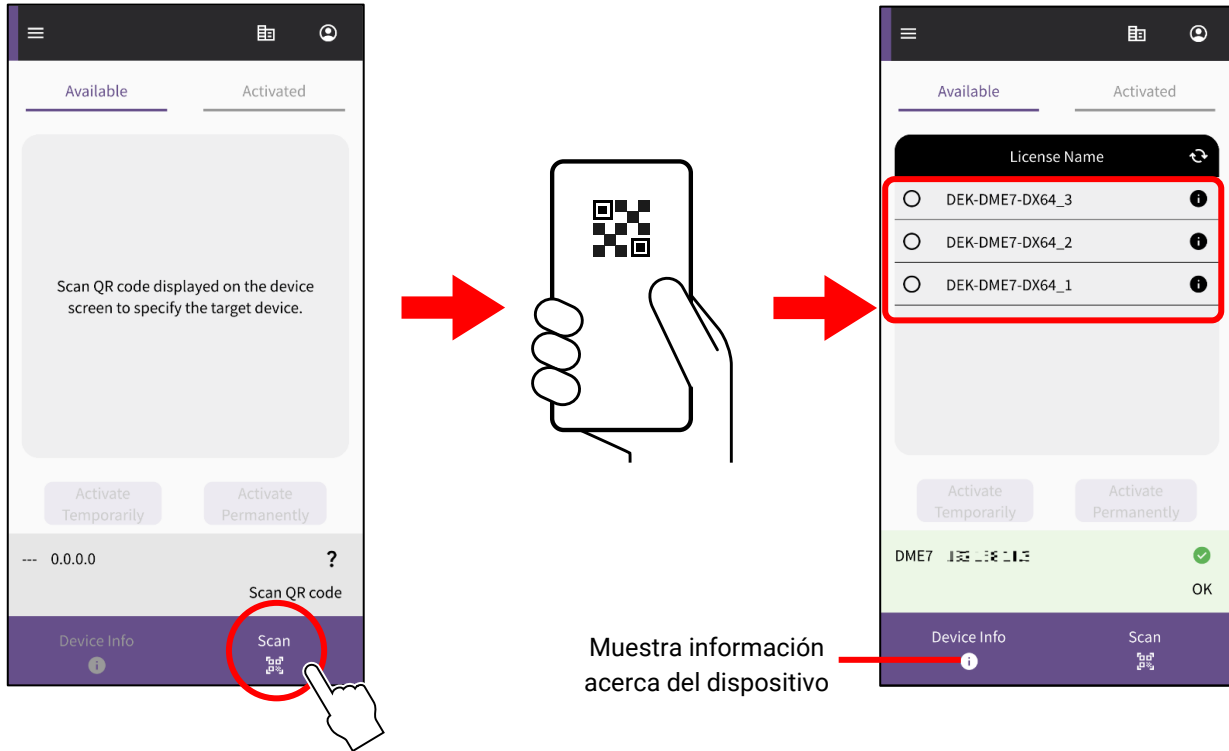 Available Activated
Scan QR code displayed on the device
screen to specify the target device.
Activate
Temporarily
Activate
Permanently
--- 0.0.0.0 ?
Scan QR code
Device Info Scan
Available Activated
License Name
DEK-DME7-DX64_3
DEK-DME7-DX64_2
DEK-DME7-DX64_1
Activate
Temporarily
Activate
Permanently
DME7
OK
Device Info Scan
Muestra información
acerca del dispositivo